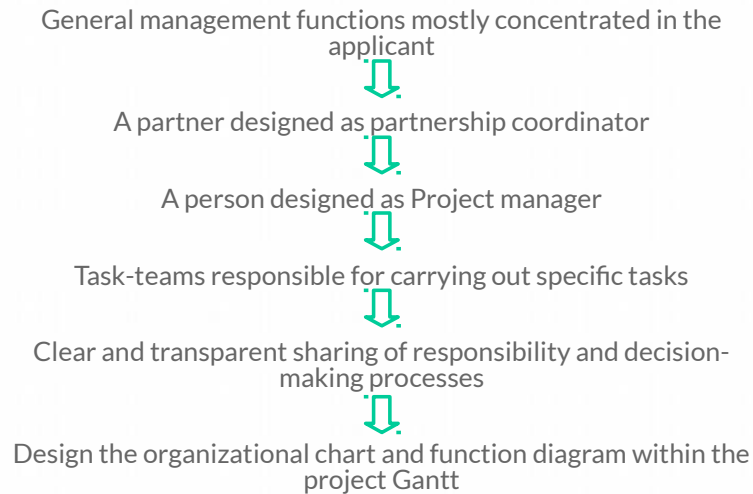 General management functions mostly concentrated in the
applicant
A partner designed as partnership coordinator
A person designed as Project manager
Task-teams responsible for carrying out specific tasks
Clear and transparent sharing of responsibility and decision-
making processes
Design the organizational chart and function diagram within the
project Gantt